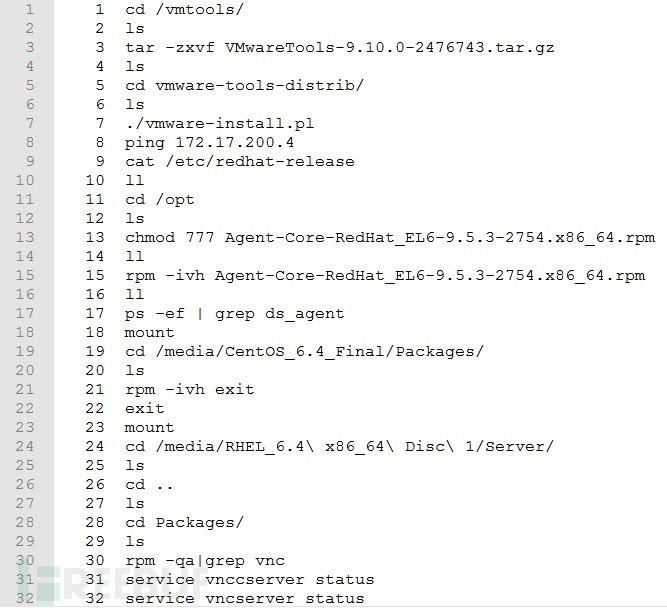 1 1 cd /vmtools/
2 2 ls
3 3 tar -zxvf VMwareTools-9.10.0-2476743.tar.gz
4 4 ls
5 5 cd vmware-tools-distrib/
6 6 ls
7 7 ./vmware-install.pl
8 8 ping 172.17.200.4
9 9 cat /etc/redhat-release
10 10 ll
11 11 cd /opt
12 12 ls
13 13 chmod 777 Agent-Core-RedHat_EL6-9.5.3-2754.x86_64.rpm
14 14 ll
15 15 rpm -ivh Agent-Core-RedHat_EL6-9.5.3-2754.x86_64.rpm
16 16 ll
17 17 ps -ef | grep ds_agent
18 18 mount
19 19 cd /media/CentOS_6.4_Final/Packages/
20 20 ls
21 21 rpm -ivh exit
22 22 exit
23 23 mount
24 24 cd /media/RHEL_6.4\ x86_64\ Disc\ 1/Server/
25 25 ls
26 26 cd ..
27 27 ls
28 28 cd Packages/
29 29 ls
30 30 rpm -qa|grep vnc
31 31 service vnccserver status
32 32 service vncserver status
FREEBUF